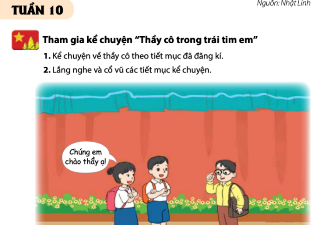 Nguồn: Nhật Linh
TUẦN 10
Tham gia kể chuyện “Thầy cô trong trái tim em”
1. Kể chuyện về thầy cô theo tiết mục đã đăng kí.
2. Lắng nghe và cổ vũ các tiết mục kể chuyện.
Chúng em
chào thầy ạ!